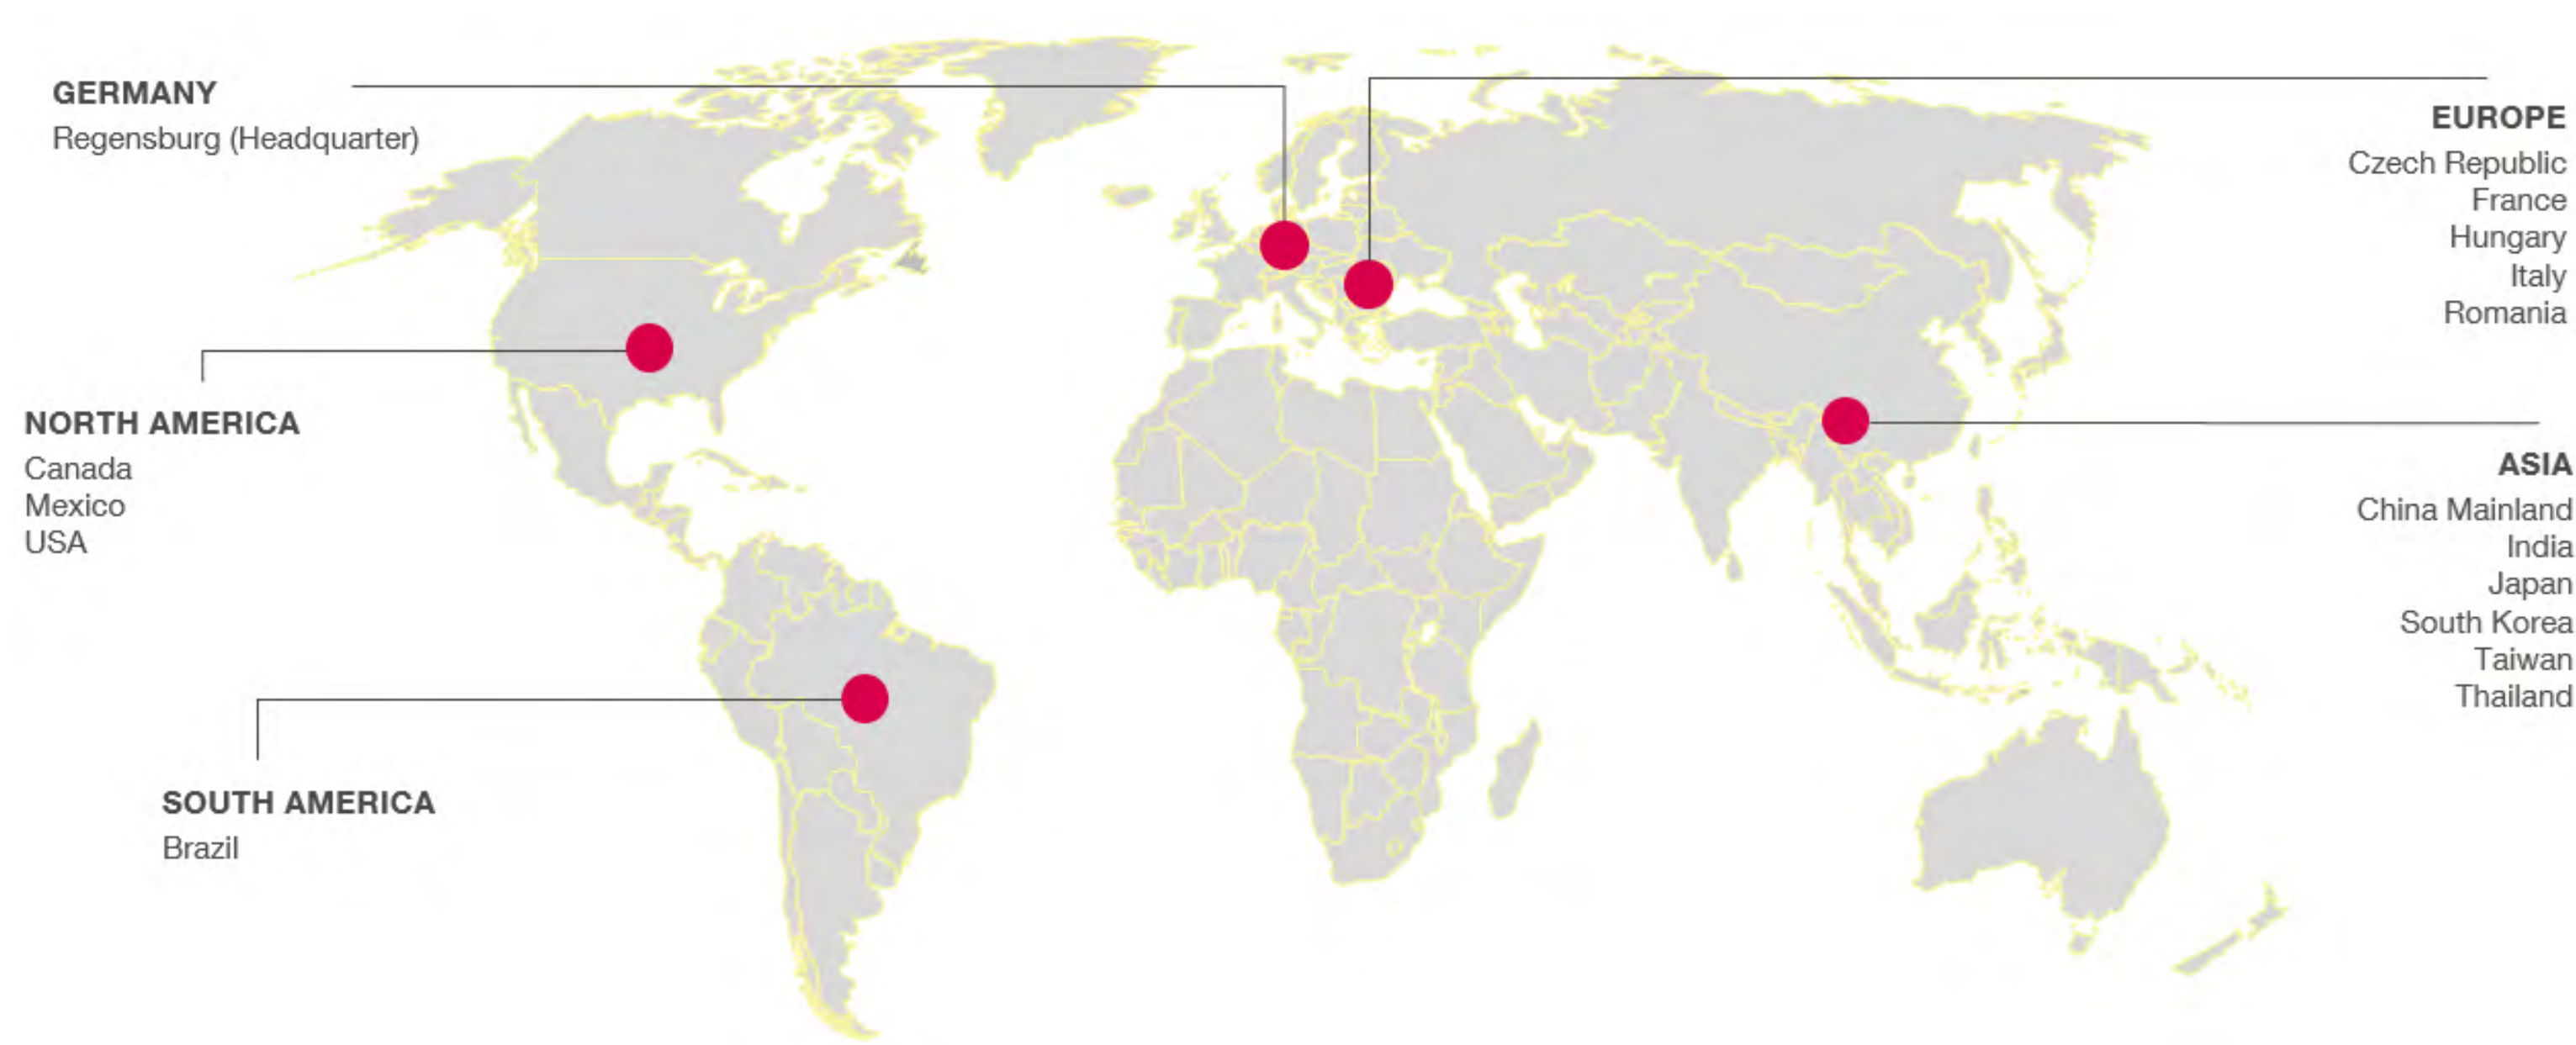 GERMANY
Regensburg (Headquarter)
EUROPE
Czech Republic
France
Hungary
Italy
Romania
NORTH AMERICA
Canada
Mexico
USA
ASIA
China Mainland
India
Japan
South Korea
Taiwan
Thailand
SOUTH AMERICA
Brazil